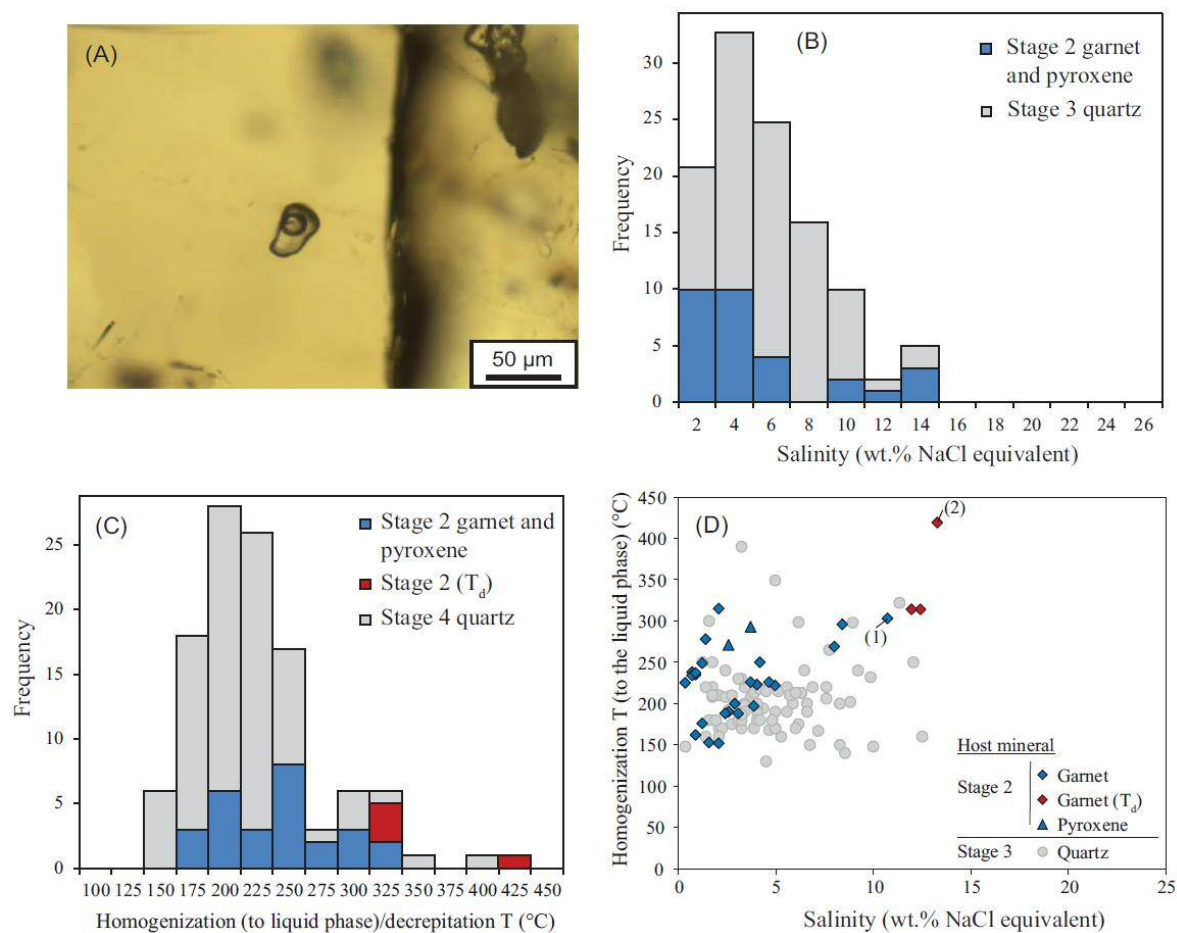 (A)
50 µm
(B)
Stage 2 garnet
and pyroxene
Stage 3 quartz
Frequency
30
25
20
15
10
5
0
2 4 6 8 10 12 14 16 18 20 22 24 26
Salinity (wt.% NaCl equivalent)
(C)
Stage 2 garnet and
pyroxene
Stage 2 (Td)
Stage 4 quartz
Frequency
25
20
15
10
5
0
100 125 150 175 200 225 250 275 300 325 350 375 400 425 450
Homogenization (to liquid phase)/decrepitation T (°C)
(D)
Homogenization T (to the liquid phase) (°C)
450
400
350
300
250
200
150
100
50
0
(2)
(1)
Host mineral
Stage 2
Garnet
Garnet (Td)
Pyroxene
Stage 3 Quartz
0 5 10 15 20 25
Salinity (wt.% NaCl equivalent)